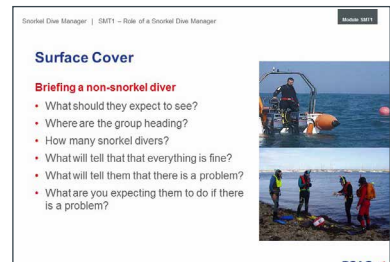 Snorkel Dive Manager | SMT1 – Role of a Snorkel Dive Manager
Module SMT1
Surface Cover
Briefing a non-snorkel diver
• What should they expect to see?
• Where are the group heading?
• How many snorkel divers?
• What will tell that that everything is fine?
• What will tell them that there is a problem?
• What are you expecting them to do if there
is a problem?